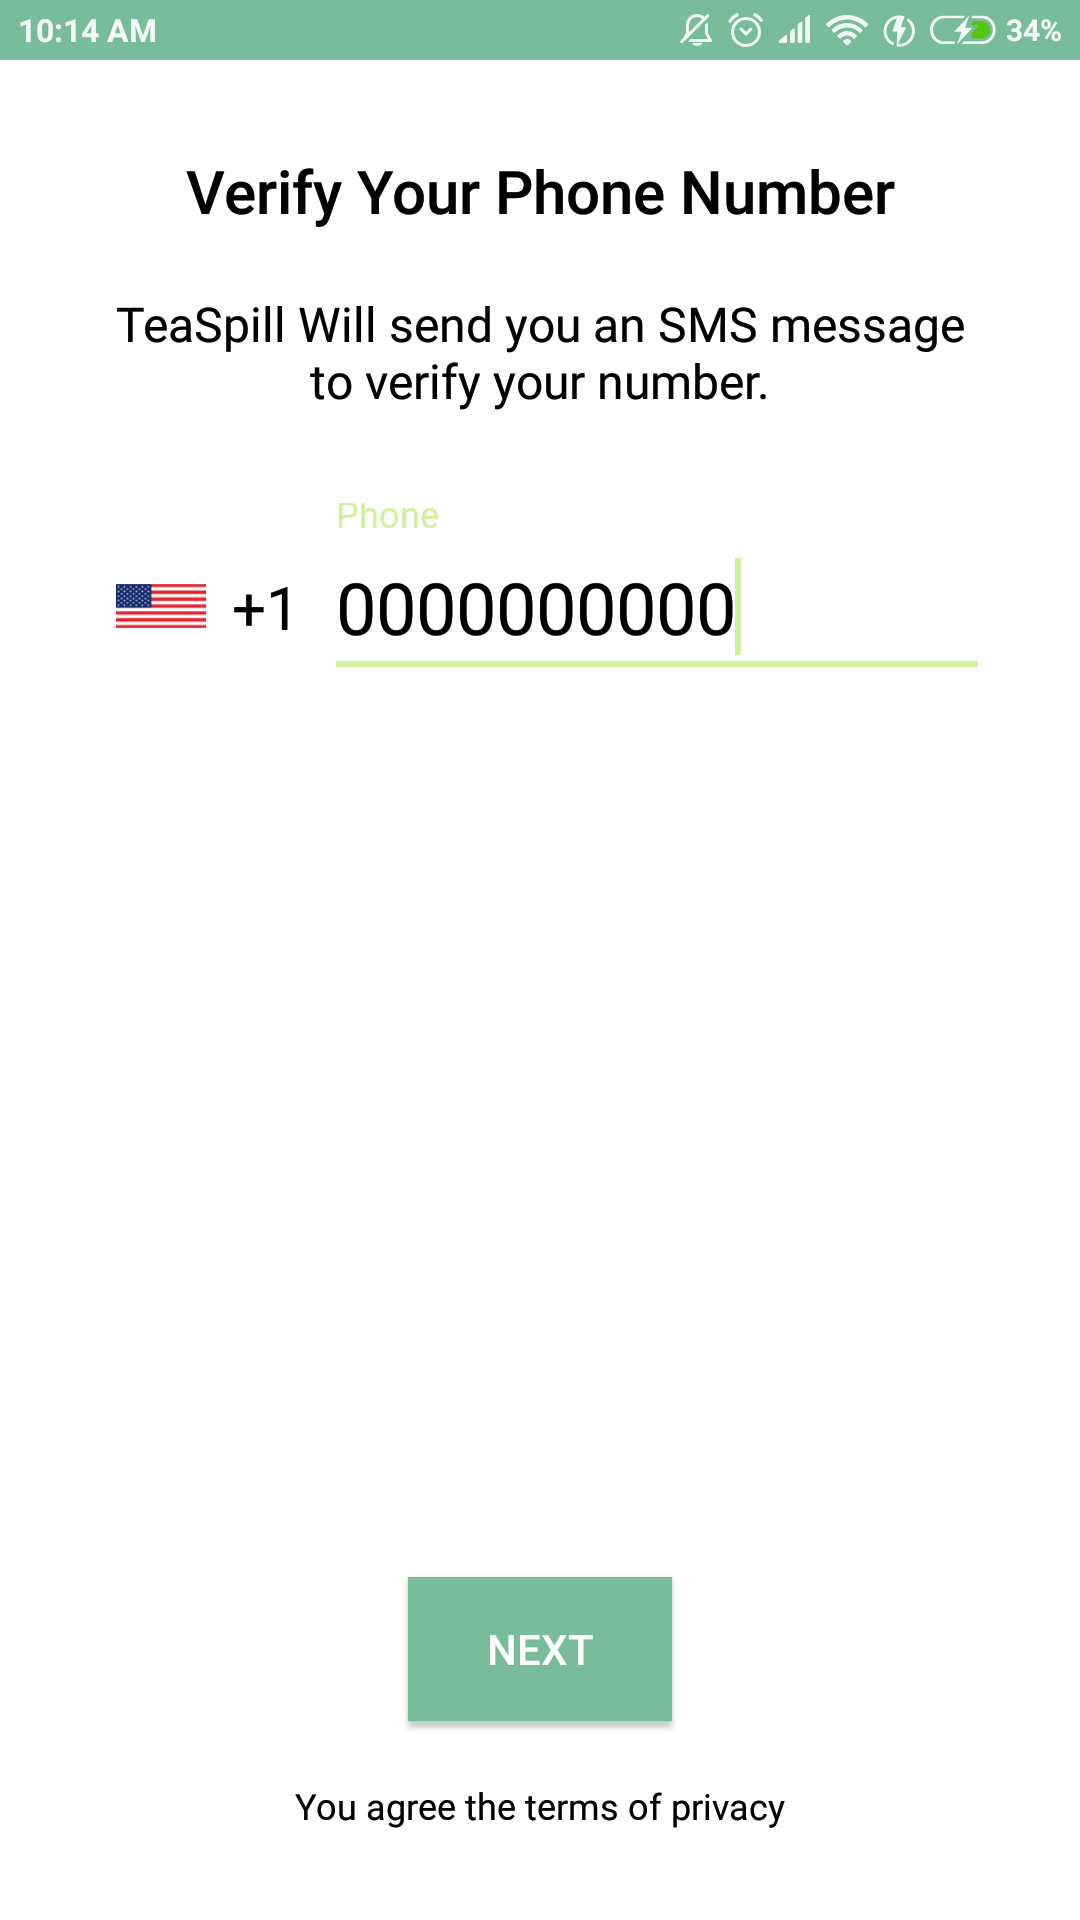 10:14 AM 34%
Verify Your Phone Number
TeaSpill Will send you an SMS message
to verify your number.
Phone
+1 0000000000
NEXT
You agree the terms of privacy